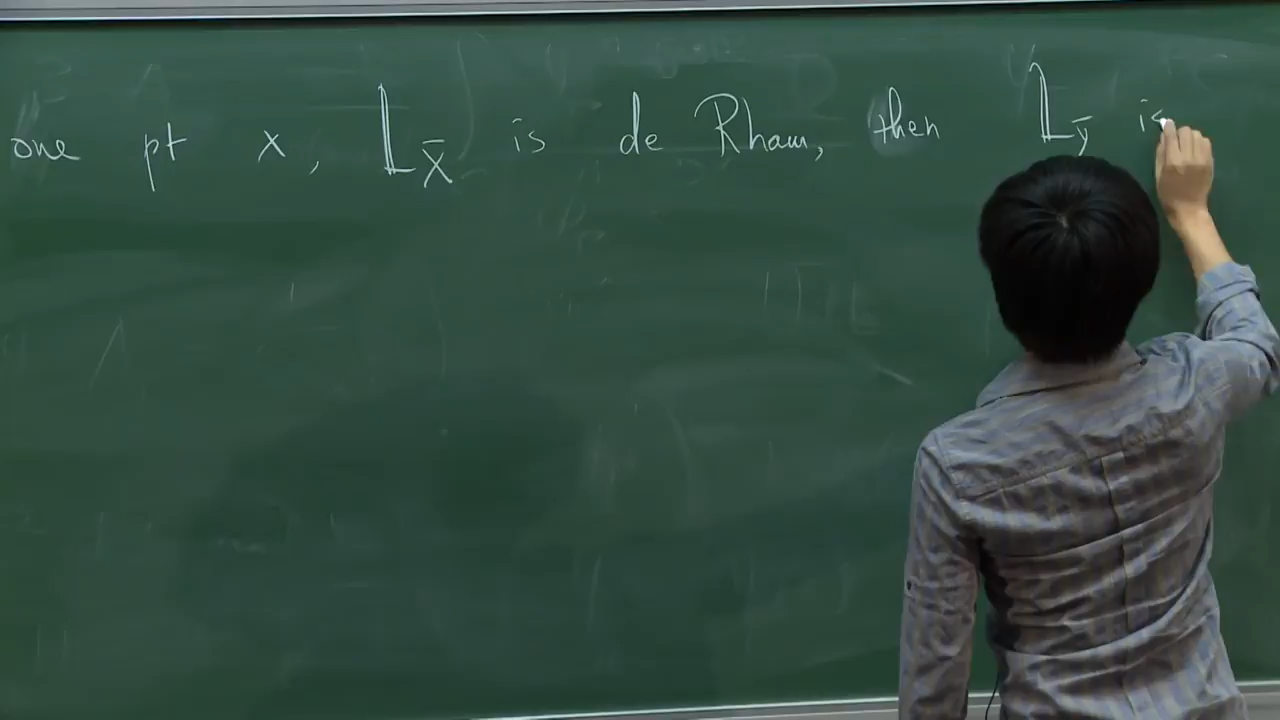 one pt x, 𝕃_x̄ is de Rham, then 𝕃_ȳ is